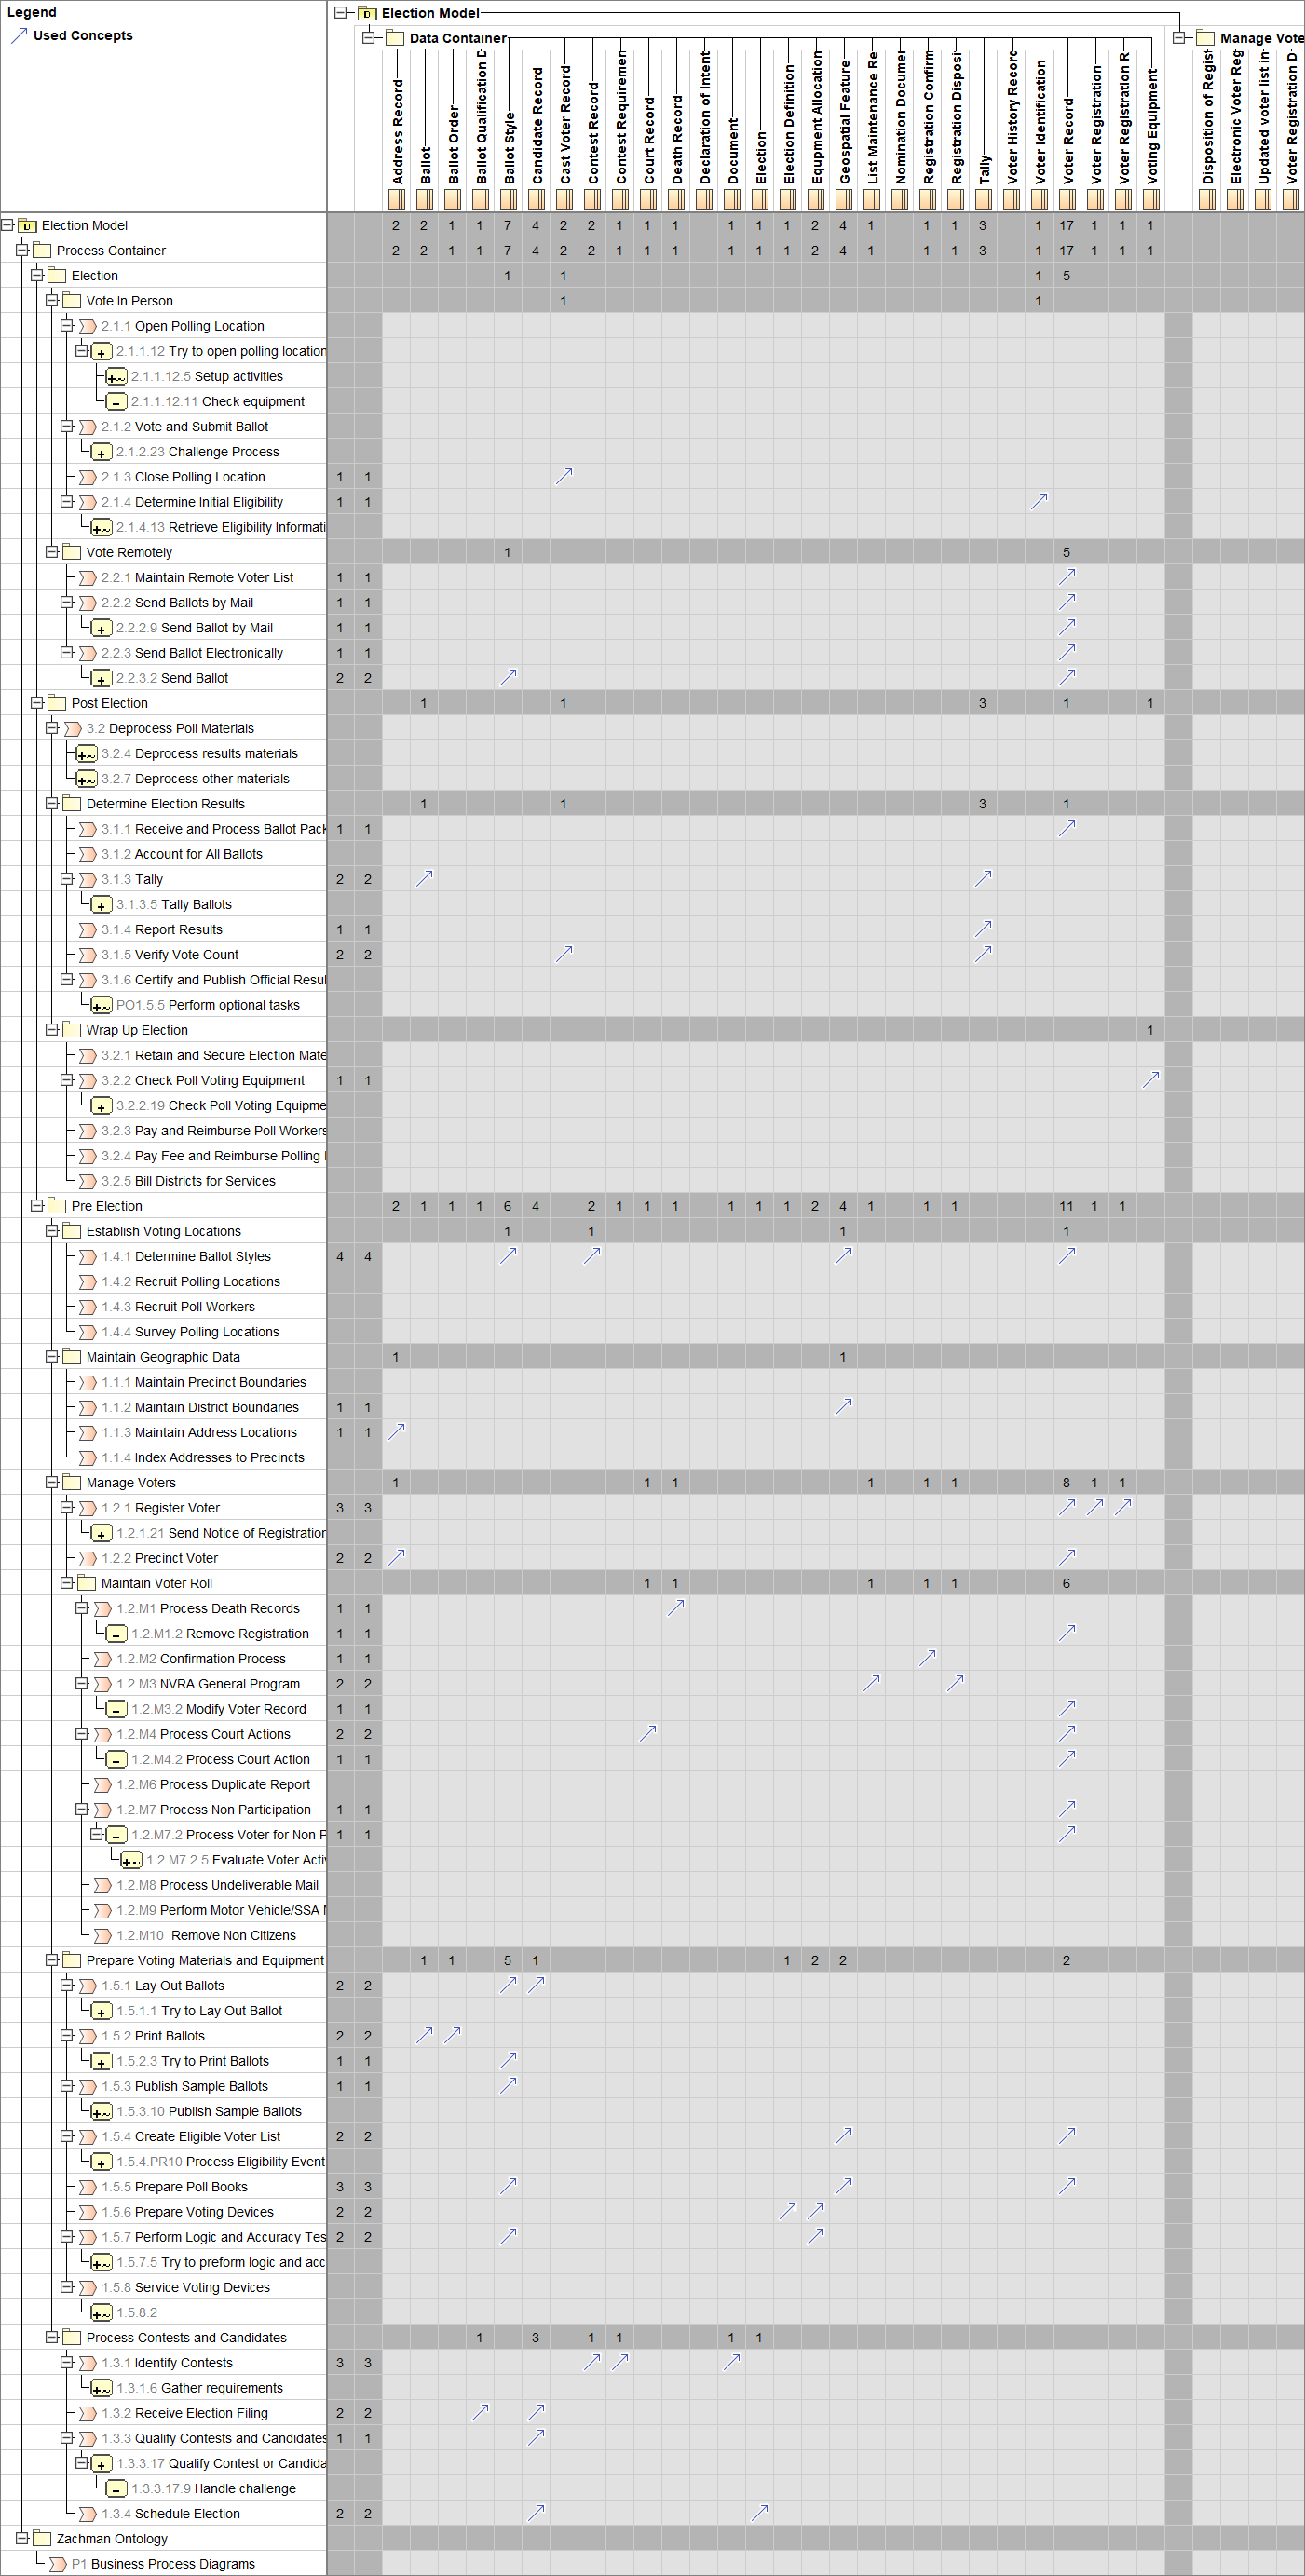 Legend
Used Concepts
Election Model
Data Container
Manage Vote
Address Record
Ballot
Ballot Order
Ballot Qualification D
Ballot Style
Candidate Record
Cast Voter Record
Contest Record
Contest Requiremen
Court Record
Death Record
Declaration of Intent
Document
Election
Election Definition
Equpment Allocation
Geospatial Feature
List Maintenance Re
Nomination Documen
Registration Confirm
Registration Disposi
Tally
Voter History Record
Voter Identification
Voter Record
Voter Registration
Voter Registration R
Voting Equipment
Disposition of Regist
Electronic Voter Reg
Updated voter list in
Voter Registration D
Election Model 2 2 1 1 7 4 2 2 1 1 1 1 1 1 2 4 1 1 1 3 1 17 1 1 1
Process Container 2 2 1 1 7 4 2 2 1 1 1 1 1 1 2 4 1 1 1 3 1 17 1 1 1
Election 1 1 1 5
Vote In Person 1 1
2.1.1 Open Polling Location
2.1.1.12 Try to open polling location
2.1.1.12.5 Setup activities
2.1.1.12.11 Check equipment
2.1.2 Vote and Submit Ballot
2.1.2.23 Challenge Process
2.1.3 Close Polling Location 1 1
2.1.4 Determine Initial Eligibility 1 1
2.1.4.13 Retrieve Eligibility Informati
Vote Remotely 1 5
2.2.1 Maintain Remote Voter List 1 1
2.2.2 Send Ballots by Mail 1 1
2.2.2.9 Send Ballot by Mail 1 1
2.2.3 Send Ballot Electronically 1 1
2.2.3.2 Send Ballot 2 2
Post Election 1 1 3 1 1
3.2 Deprocess Poll Materials
3.2.4 Deprocess results materials
3.2.7 Deprocess other materials
Determine Election Results 1 1 3 1
3.1.1 Receive and Process Ballot Pack 1 1
3.1.2 Account for All Ballots
3.1.3 Tally 2 2
3.1.3.5 Tally Ballots
3.1.4 Report Results 1 1
3.1.5 Verify Vote Count 2 2
3.1.6 Certify and Publish Official Resul
PO1.5.5 Perform optional tasks
Wrap Up Election 1
3.2.1 Retain and Secure Election Mate
3.2.2 Check Poll Voting Equipment 1 1
3.2.2.19 Check Poll Voting Equipme
3.2.3 Pay and Reimburse Poll Workers
3.2.4 Pay Fee and Reimburse Polling
3.2.5 Bill Districts for Services
Pre Election 2 1 1 1 6 4 2 1 1 1 1 1 1 2 4 1 1 1 11 1 1
Establish Voting Locations 1 1 1 1
1.4.1 Determine Ballot Styles 4 4
1.4.2 Recruit Polling Locations
1.4.3 Recruit Poll Workers
1.4.4 Survey Polling Locations
Maintain Geographic Data 1 1
1.1.1 Maintain Precinct Boundaries
1.1.2 Maintain District Boundaries 1 1
1.1.3 Maintain Address Locations 1 1
1.1.4 Index Addresses to Precincts
Manage Voters 1 1 1 1 1 1 8 1 1
1.2.1 Register Voter 3 3
1.2.1.21 Send Notice of Registration
1.2.2 Precinct Voter 2 2
Maintain Voter Roll 1 1 1 1 1 6
1.2.M1 Process Death Records 1 1
1.2.M1.2 Remove Registration 1 1
1.2.M2 Confirmation Process 1 1
1.2.M3 NVRA General Program 2 2
1.2.M3.2 Modify Voter Record 1 1
1.2.M4 Process Court Actions 2 2
1.2.M4.2 Process Court Action 1 1
1.2.M6 Process Duplicate Report
1.2.M7 Process Non Participation 1 1
1.2.M7.2 Process Voter for Non P 1 1
1.2.M7.2.5 Evaluate Voter Activ
1.2.M8 Process Undeliverable Mail
1.2.M9 Perform Motor Vehicle/SSA
1.2.M10 Remove Non Citizens
Prepare Voting Materials and Equipment 1 1 5 1 1 2 2 2
1.5.1 Lay Out Ballots 2 2
1.5.1.1 Try to Lay Out Ballot
1.5.2 Print Ballots 2 2
1.5.2.3 Try to Print Ballots 1 1
1.5.3 Publish Sample Ballots 1 1
1.5.3.10 Publish Sample Ballots
1.5.4 Create Eligible Voter List 2 2
1.5.4.PR10 Process Eligibility Event
1.5.5 Prepare Poll Books 3 3
1.5.6 Prepare Voting Devices 2 2
1.5.7 Perform Logic and Accuracy Tes 2 2
1.5.7.5 Try to preform logic and acc
1.5.8 Service Voting Devices
1.5.8.2
Process Contests and Candidates 1 3 1 1 1 1
1.3.1 Identify Contests 3 3
1.3.1.6 Gather requirements
1.3.2 Receive Election Filing 2 2
1.3.3 Qualify Contests and Candidates 1 1
1.3.3.17 Qualify Contest or Candida
1.3.3.17.9 Handle challenge
1.3.4 Schedule Election 2 2
Zachman Ontology
P1 Business Process Diagrams